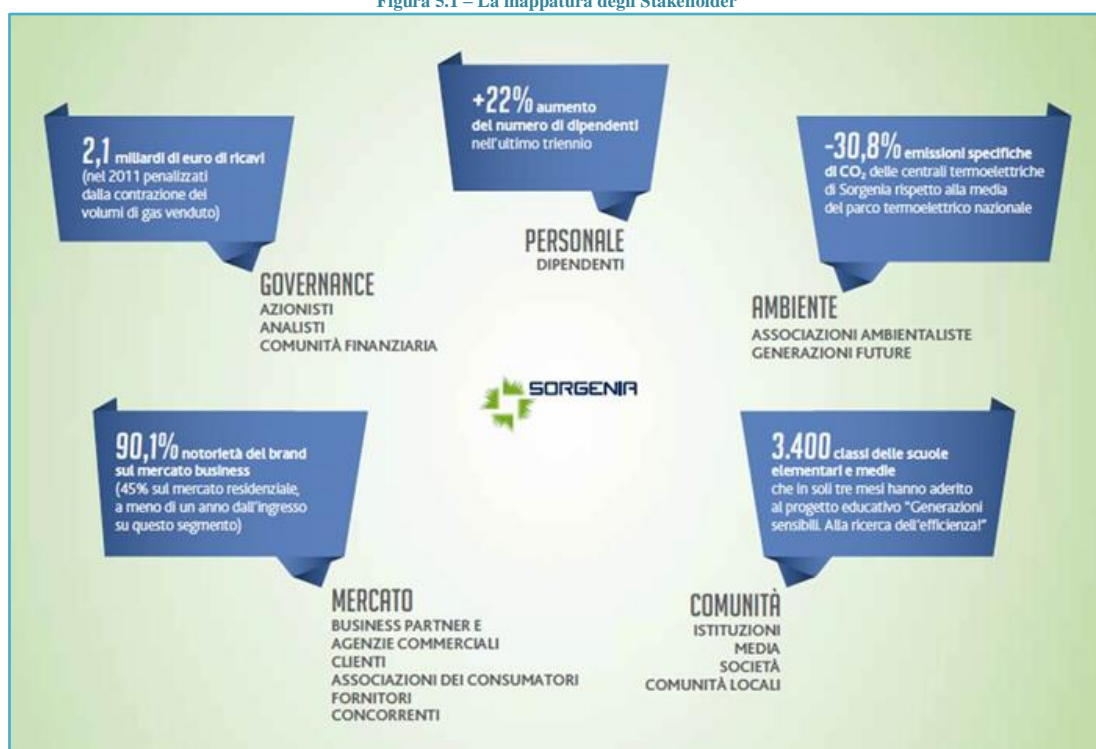 Figura 5.1 – La mappatura degli Stakeholder
2,1 miliardi di euro di ricavi
(nel 2011 penalizzati
dalla contrazione dei
volumi di gas venduto)
GOVERNANCE
AZIONISTI
ANALISTI
COMUNITÀ FINANZIARIA
+22% aumento
del numero di dipendenti
nell'ultimo triennio
PERSONALE
DIPENDENTI
-30,8% emissioni specifiche
di CO₂ delle centrali termoelettriche
di Sorgenia rispetto alla media
del parco termoelettrico nazionale
AMBIENTE
ASSOCIAZIONI AMBIENTALISTE
GENERAZIONI FUTURE
SORGENIA
90,1% notorietà del brand
sul mercato business
(45% sul mercato residenziale,
a meno di un anno dall'ingresso
su questo segmento)
MERCATO
BUSINESS PARTNER E
AGENZIE COMMERCIALI
CLIENTI
ASSOCIAZIONI DEI CONSUMATORI
FORNITORI
CONCORRENTI
3.400 classi delle scuole
elementari e medie
che in soli tre mesi hanno aderito
al progetto educativo "Generazioni
sensibili. Alla ricerca dell'efficienza!"
COMUNITÀ
ISTITUZIONI
MEDIA
SOCIETÀ
COMUNITÀ LOCALI